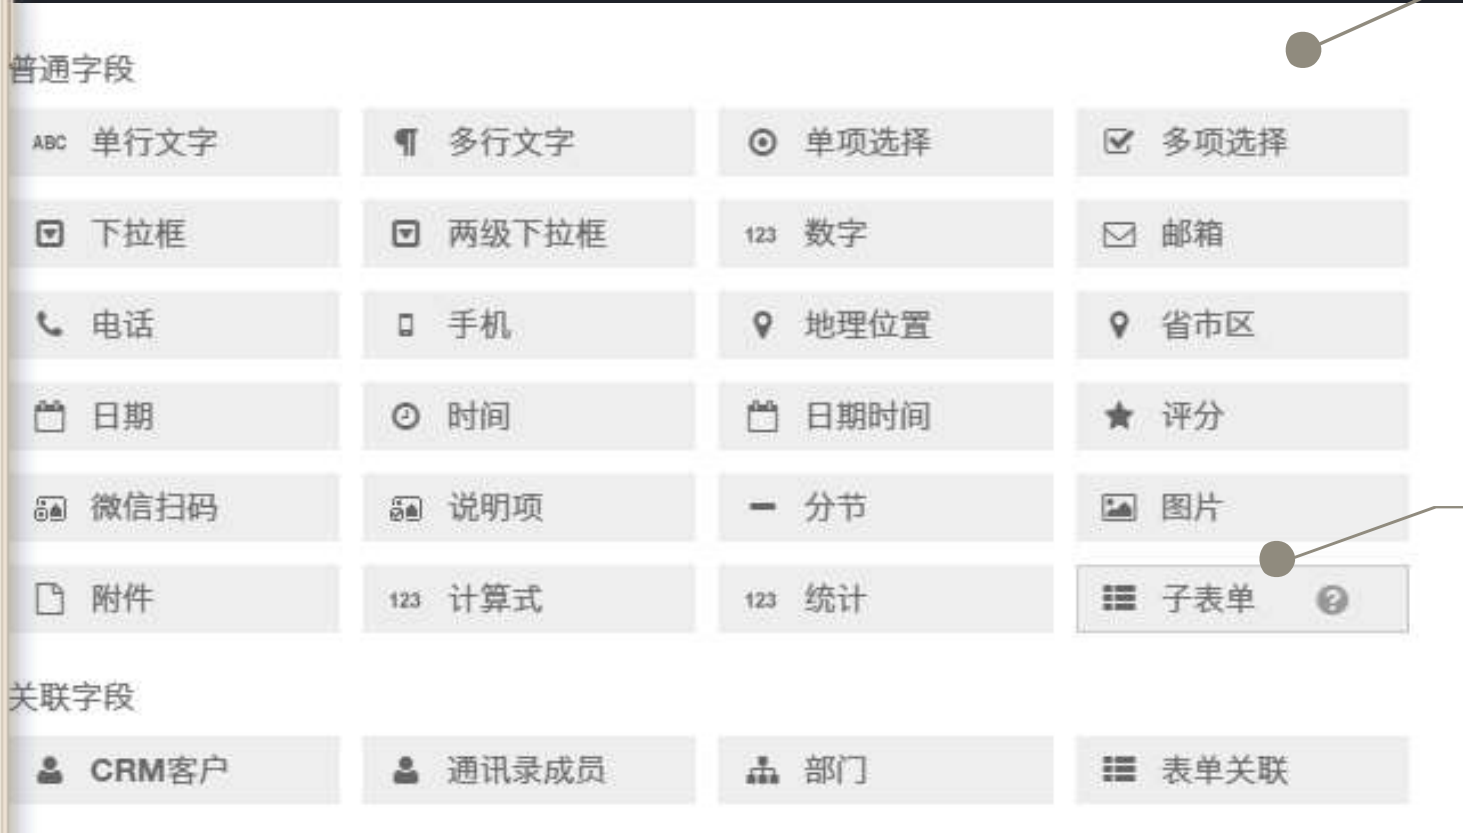 普通字段
ABC 单行文字 ¶ 多行文字 单项选择 多项选择
下拉框 两级下拉框 123 数字 邮箱
电话 手机 地理位置 省市区
日期 时间 日期时间 评分
微信扫码 说明项 分节 图片
附件 123 计算式 123 统计 子表单 ?
关联字段
CRM客户 通讯录成员 部门 表单关联